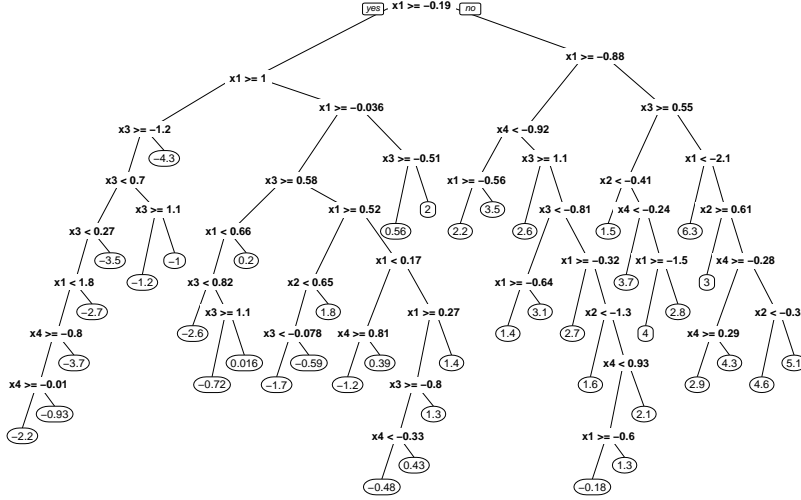 yes x1 >= −0.19 no
x1 >= −0.88
x1 >= 1
x1 >= −0.036 x3 >= 0.55
x3 >= −1.2 x4 < −0.92
−4.3 x3 >= −0.51 x3 >= 1.1 x1 < −2.1
x3 < 0.7 x3 >= 0.58 x1 >= −0.56 x2 < −0.41
x3 >= 1.1 x1 >= 0.52 2 3.5 x3 < −0.81 x4 < −0.24 x2 >= 0.61
x3 < 0.27 x1 < 0.66 0.56 2.2 2.6 1.5 6.3
−3.5 −1 0.2 x1 < 0.17 x1 >= −0.32 x1 >= −1.5 x4 >= −0.28
x1 < 1.8 −1.2 x3 < 0.82 x2 < 0.65 x1 >= −0.64 3.7 3
−2.7 x3 >= 1.1 1.8 x1 >= 0.27 3.1 x2 < −1.3 2.8 x2 < −0.3
x4 >= −0.8 −2.6 x3 < −0.078 x4 >= 0.81 1.4 2.7 4 x4 >= 0.29
−3.7 0.016 −0.59 0.39 1.4 x4 < 0.93 4.3 5.1
x4 >= −0.01 −0.72 −1.7 −1.2 x3 >= −0.8 1.6 2.9 4.6
−0.93 1.3 2.1
−2.2 x4 < −0.33 x1 >= −0.6
0.43 1.3
−0.48 −0.18